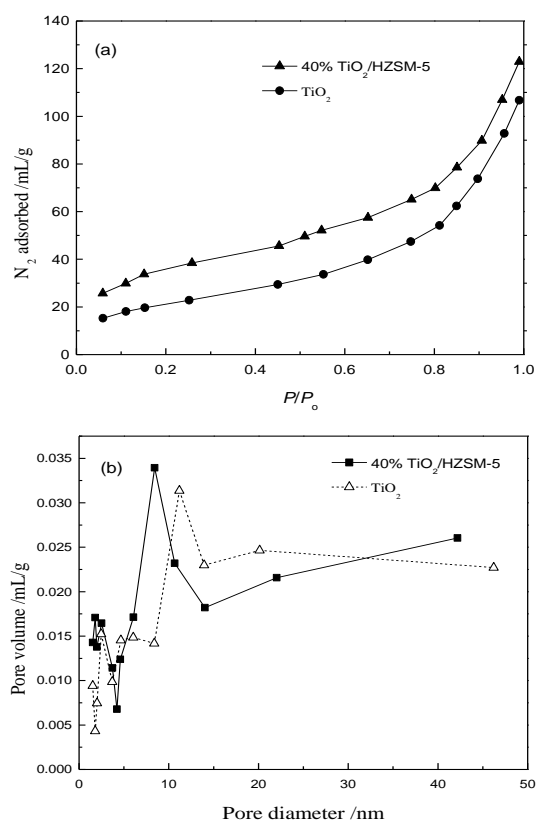 (a)
40% TiO₂/HZSM-5
TiO₂
N₂ adsorbed /mL/g
140
120
100
80
60
40
20
0
0.0 0.2 0.4 0.6 0.8 1.0
P/Pₒ
(b)
40% TiO₂/HZSM-5
TiO₂
Pore volume /mL/g
0.035
0.030
0.025
0.020
0.015
0.010
0.005
0.000
0 10 20 30 40 50
Pore diameter /nm